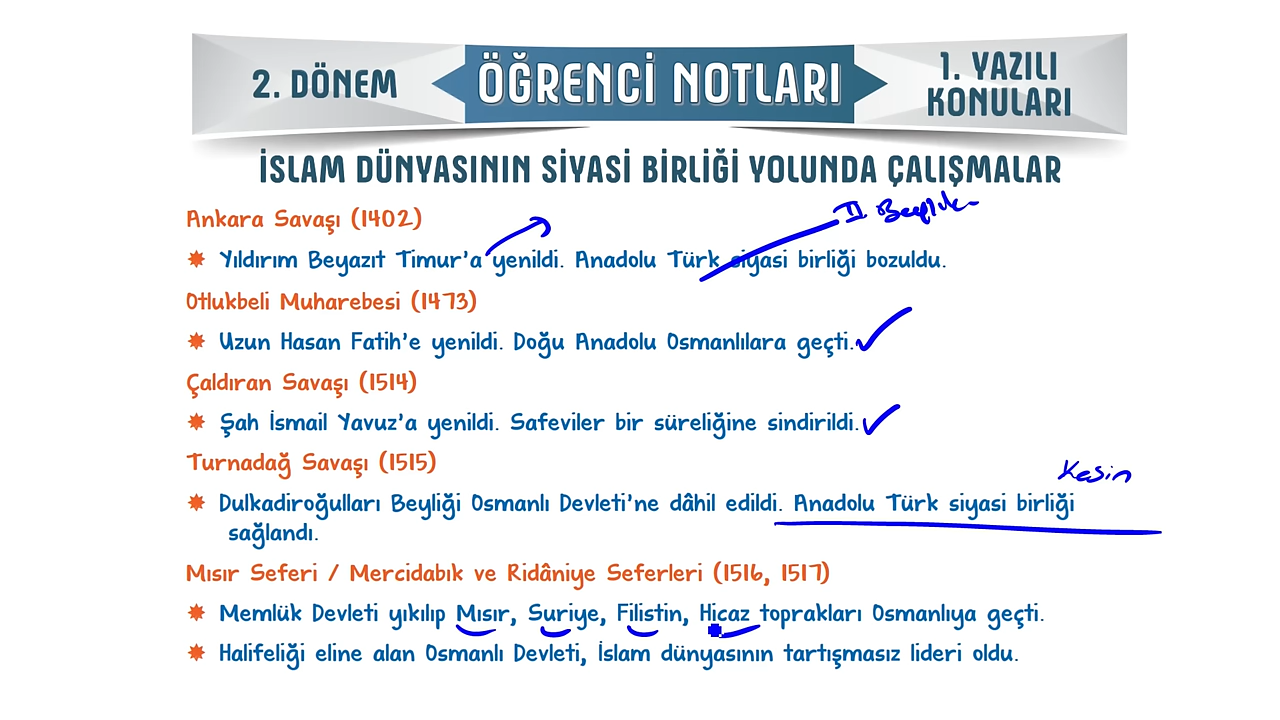 2. DÖNEM
ÖĞRENCİ NOTLARI
1. YAZILI
KONULARI
İSLAM DÜNYASININ SİYASİ BİRLİĞİ YOLUNDA ÇALIŞMALAR
Ankara Savaşı (1402)
II. Beylik
Yıldırım Beyazıt Timur'a yenildi. Anadolu Türk siyasi birliği bozuldu.
Otlukbeli Muharebesi (1473)
Uzun Hasan Fatih'e yenildi. Doğu Anadolu Osmanlılara geçti.
Çaldıran Savaşı (1514)
Şah İsmail Yavuz'a yenildi. Safeviler bir süreliğine sindirildi.
Turnadağ Savaşı (1515)
Kesin
Dulkadiroğulları Beyliği Osmanlı Devleti'ne dâhil edildi. Anadolu Türk siyasi birliği
sağlandı.
Mısır Seferi / Mercidabık ve Ridâniye Seferleri (1516, 1517)
Memlük Devleti yıkılıp Mısır, Suriye, Filistin, Hicaz toprakları Osmanlıya geçti.
Halifeliği eline alan Osmanlı Devleti, İslam dünyasının tartışmasız lideri oldu.